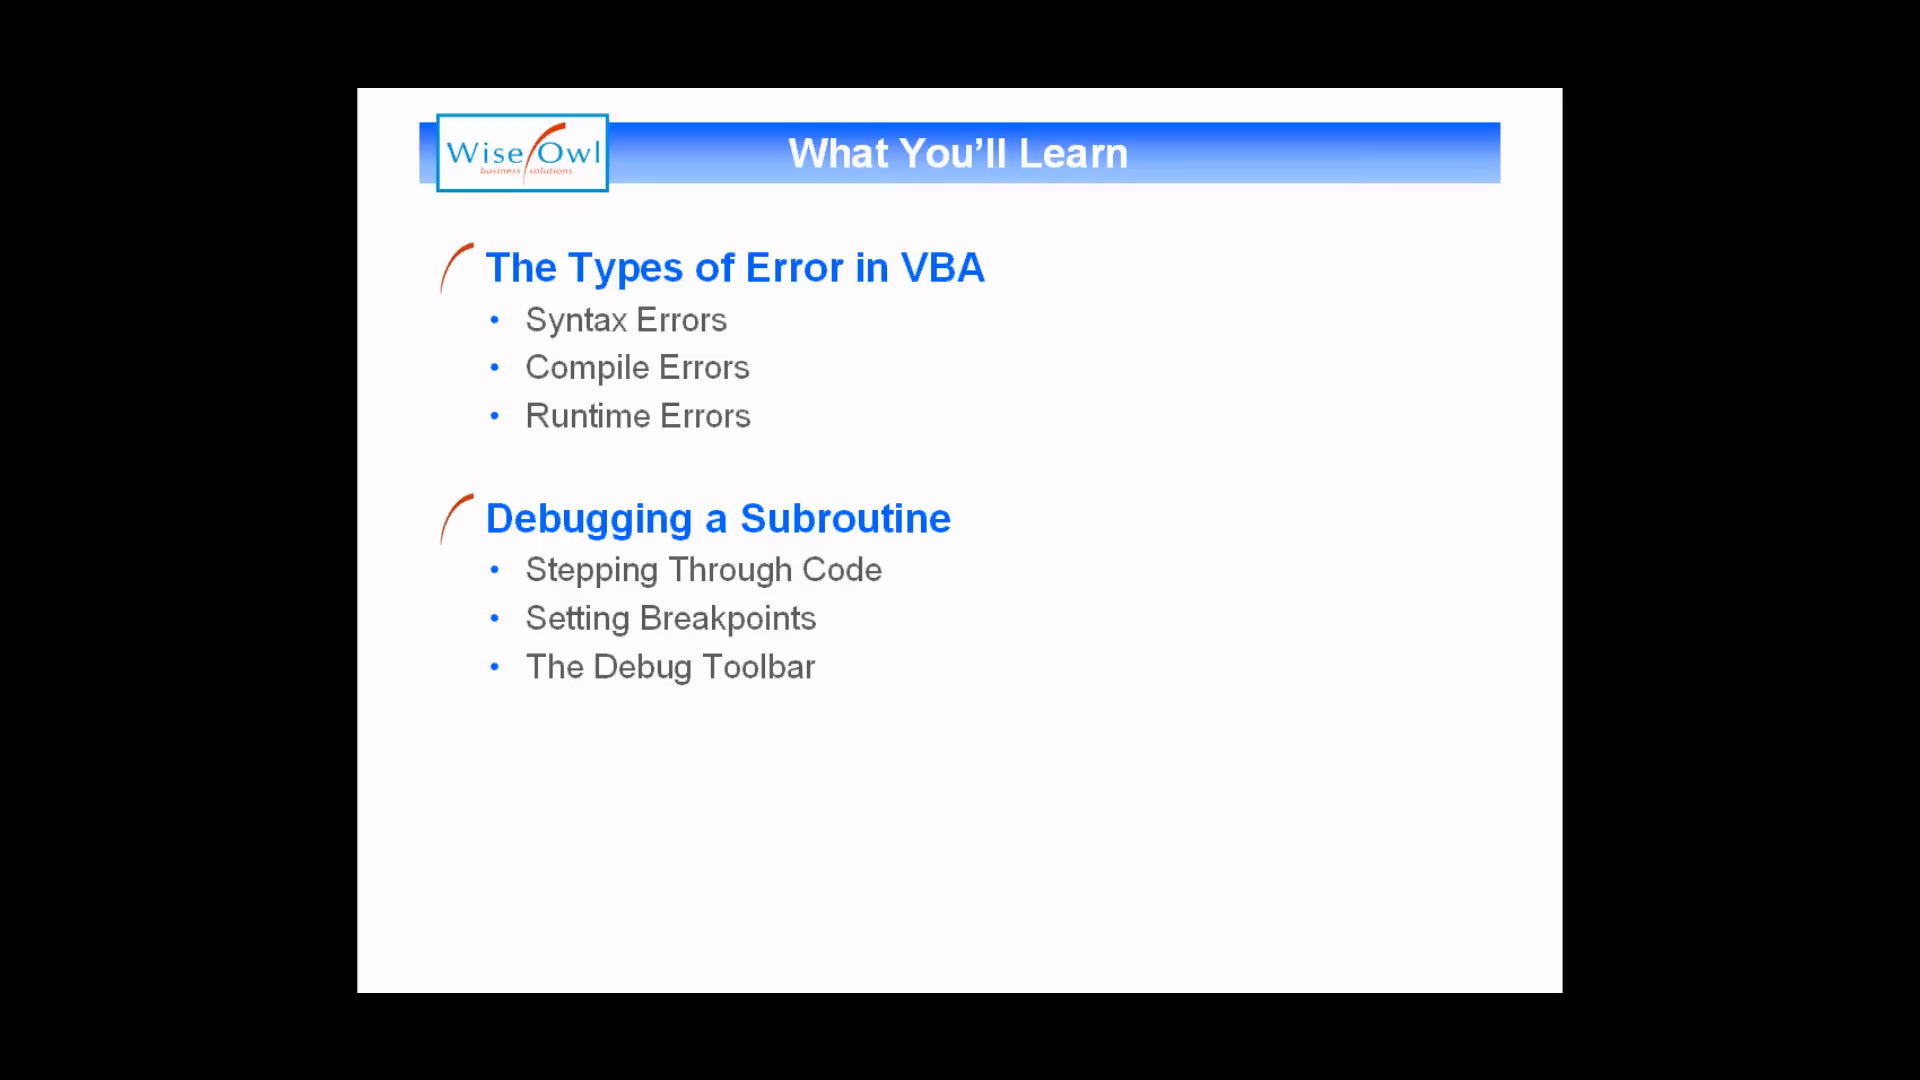 Wise Owl
business solutions
What You'll Learn
The Types of Error in VBA
• Syntax Errors
• Compile Errors
• Runtime Errors
Debugging a Subroutine
• Stepping Through Code
• Setting Breakpoints
• The Debug Toolbar